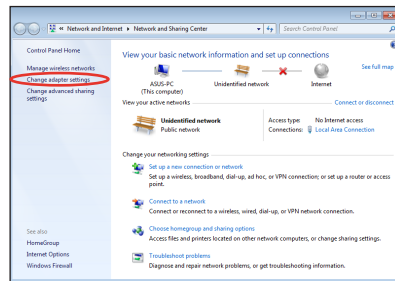 « Network and Internet ▸ Network and Sharing Center
Search Control Panel
Control Panel Home
Manage wireless networks
Change adapter settings
Change advanced sharing
settings
See also
HomeGroup
Internet Options
Windows Firewall
View your basic network information and set up connections
See full map
ASUS-PC
(This computer)
Unidentified network
Internet
View your active networks
Connect or disconnect
Unidentified network
Public network
Access type: No Internet access
Connections: Local Area Connection
Change your networking settings
Set up a new connection or network
Set up a wireless, broadband, dial-up, ad hoc, or VPN connection; or set up a router or access
point.
Connect to a network
Connect or reconnect to a wireless, wired, dial-up, or VPN network connection.
Choose homegroup and sharing options
Access files and printers located on other network computers, or change sharing settings.
Troubleshoot problems
Diagnose and repair network problems, or get troubleshooting information.